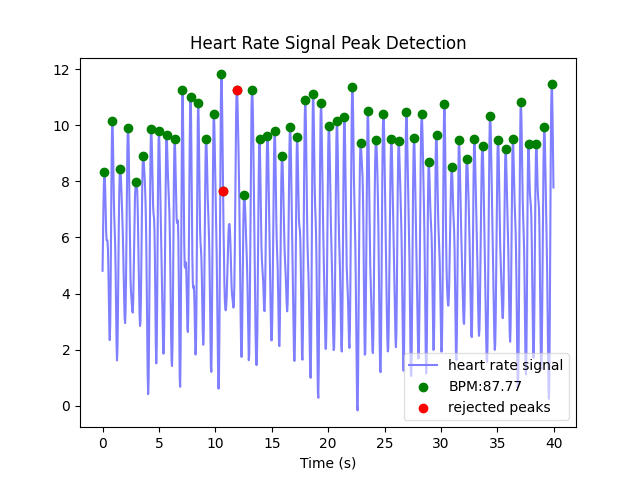 Heart Rate Signal Peak Detection
12
10
8
6
4
2
0
heart rate signal
BPM:87.77
rejected peaks
0 5 10 15 20 25 30 35 40
Time (s)